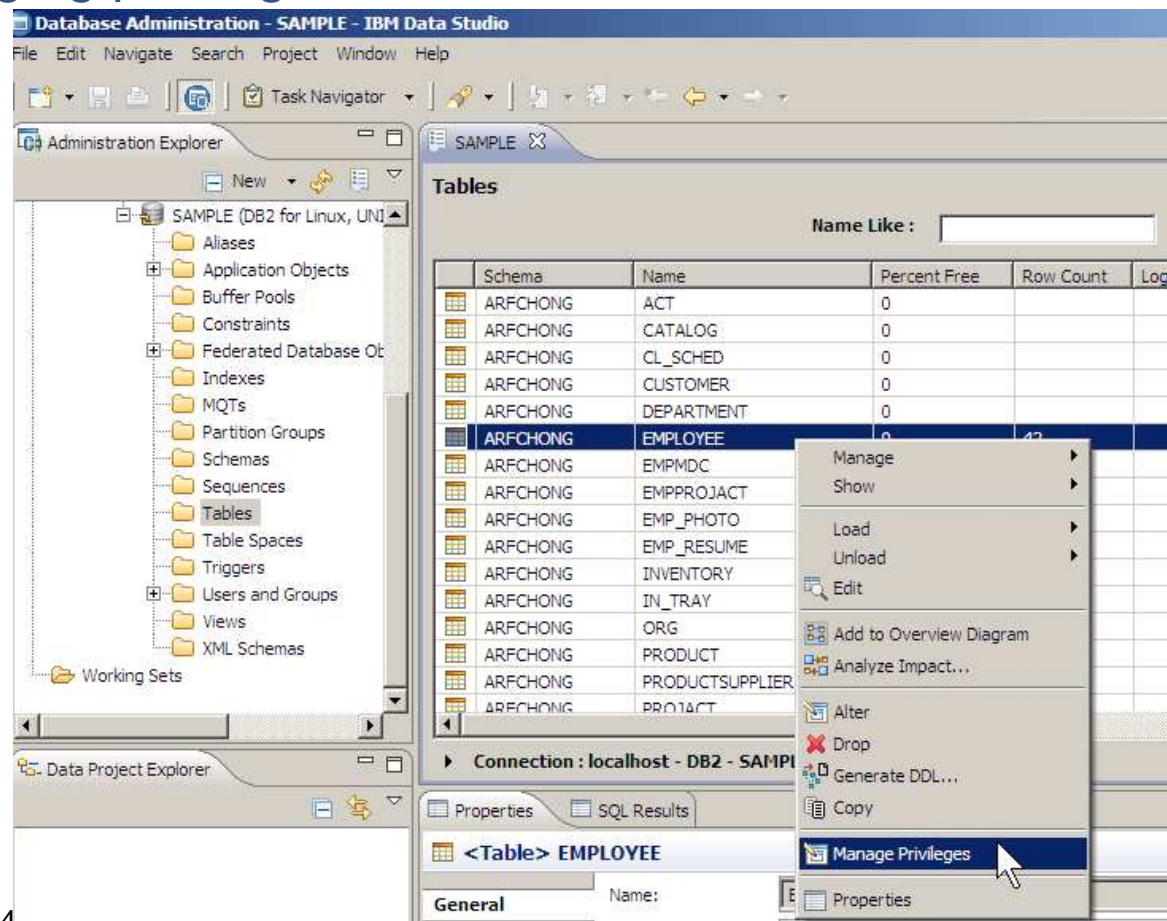 Database Administration - SAMPLE - IBM Data Studio
File Edit Navigate Search Project Window Help
Task Navigator
Administration Explorer
New
SAMPLE (DB2 for Linux, UNI
Aliases
Application Objects
Buffer Pools
Constraints
Federated Database Ob
Indexes
MQTs
Partition Groups
Schemas
Sequences
Tables
Table Spaces
Triggers
Users and Groups
Views
XML Schemas
Working Sets
Data Project Explorer
SAMPLE
Tables
Name Like :
Schema Name Percent Free Row Count Log
ARFCHONG ACT 0
ARFCHONG CATALOG 0
ARFCHONG CL_SCHED 0
ARFCHONG CUSTOMER 0
ARFCHONG DEPARTMENT 0
ARFCHONG EMPLOYEE 0 42
ARFCHONG EMPMDC
ARFCHONG EMPPROJACT
ARFCHONG EMP_PHOTO
ARFCHONG EMP_RESUME
ARFCHONG INVENTORY
ARFCHONG IN_TRAY
ARFCHONG ORG
ARFCHONG PRODUCT
ARFCHONG PRODUCTSUPPLIER
ARFCHONG PROJACT
Manage
Show
Load
Unload
Edit
Add to Overview Diagram
Analyze Impact...
Alter
Drop
Generate DDL...
Copy
Manage Privileges
Properties
Connection : localhost - DB2 - SAMPL
Properties SQL Results
<Table> EMPLOYEE
General Name: E
4